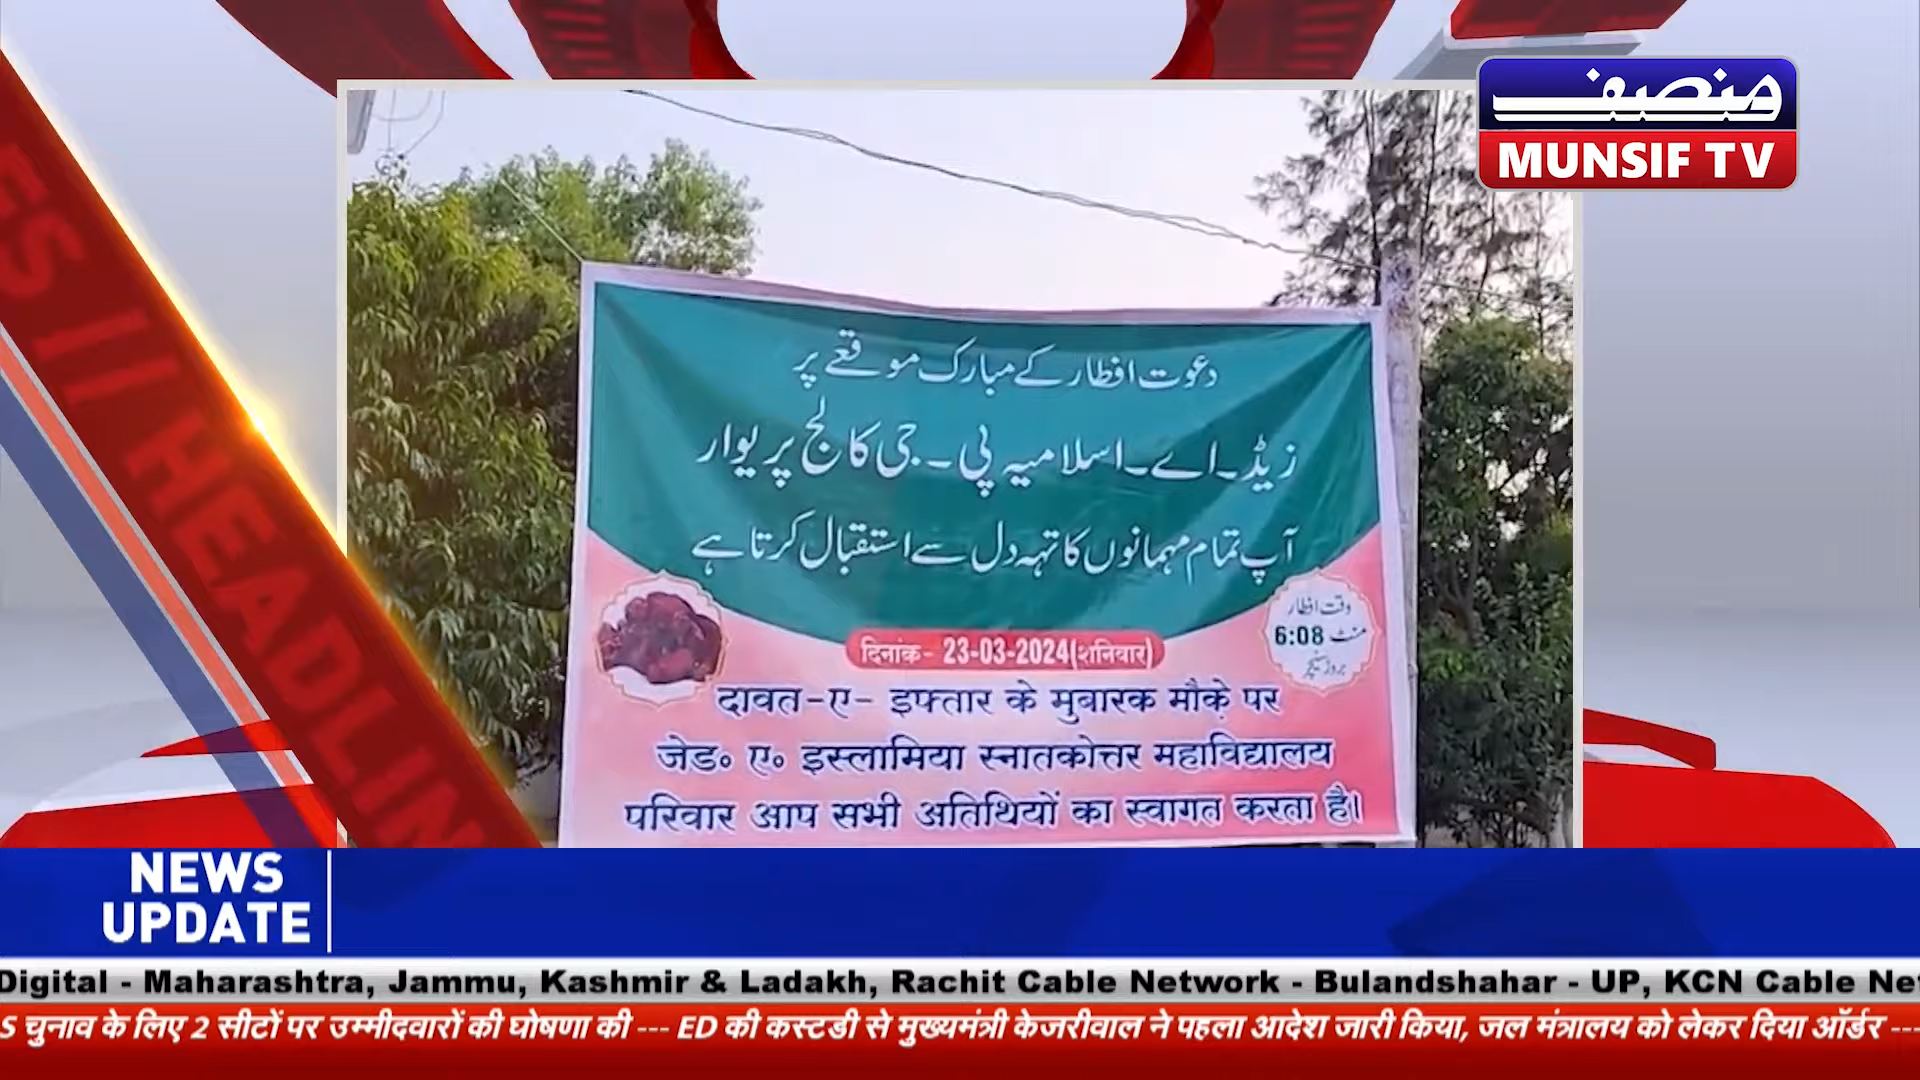 منصف
MUNSIF TV
ES || HEADLIN
دعوت افطار کے مبارک موقعے پر
زیڈ۔اے۔اسلامیہ پی۔جی کالج پریوار
آپ تمام مہمانوں کا تہہ دل سے استقبال کرتا ہے
وقت افطار
6:08 منٹ
بروز سنیچر
दिनांक- 23-03-2024(शनिवार)
दावत-ए- इफ्तार के मुबारक मौके़ पर
जेड० ए० इस्लामिया स्नातकोत्तर महाविद्यालय
परिवार आप सभी अतिथियों का स्वागत करता है।
NEWS
UPDATE
Digital - Maharashtra, Jammu, Kashmir & Ladakh, Rachit Cable Network - Bulandshahar - UP, KCN Cable Ne
S चुनाव के लिए 2 सीटों पर उम्मीदवारों की घोषणा की --- ED की कस्टडी से मुख्यमंत्री केजरीवाल ने पहला आदेश जारी किया, जल मंत्रालय को लेकर दिया ऑर्डर ---